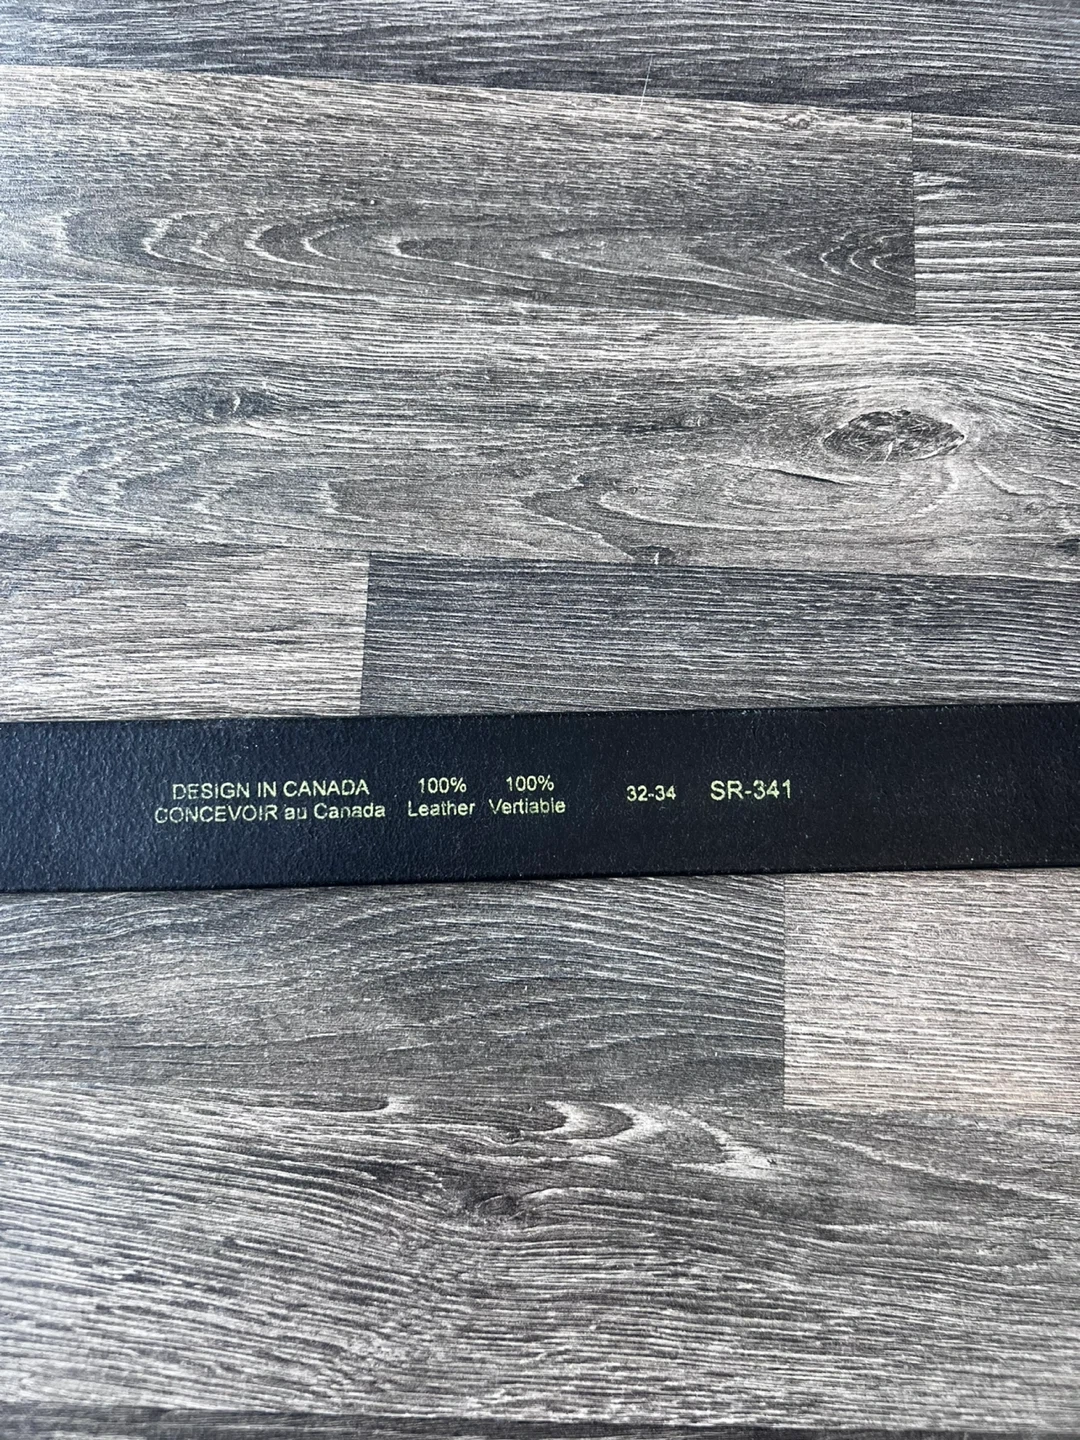 DESIGN IN CANADA
CONCEVOIR au Canada
100%
Leather
100%
Vertiable
32-34
SR-341